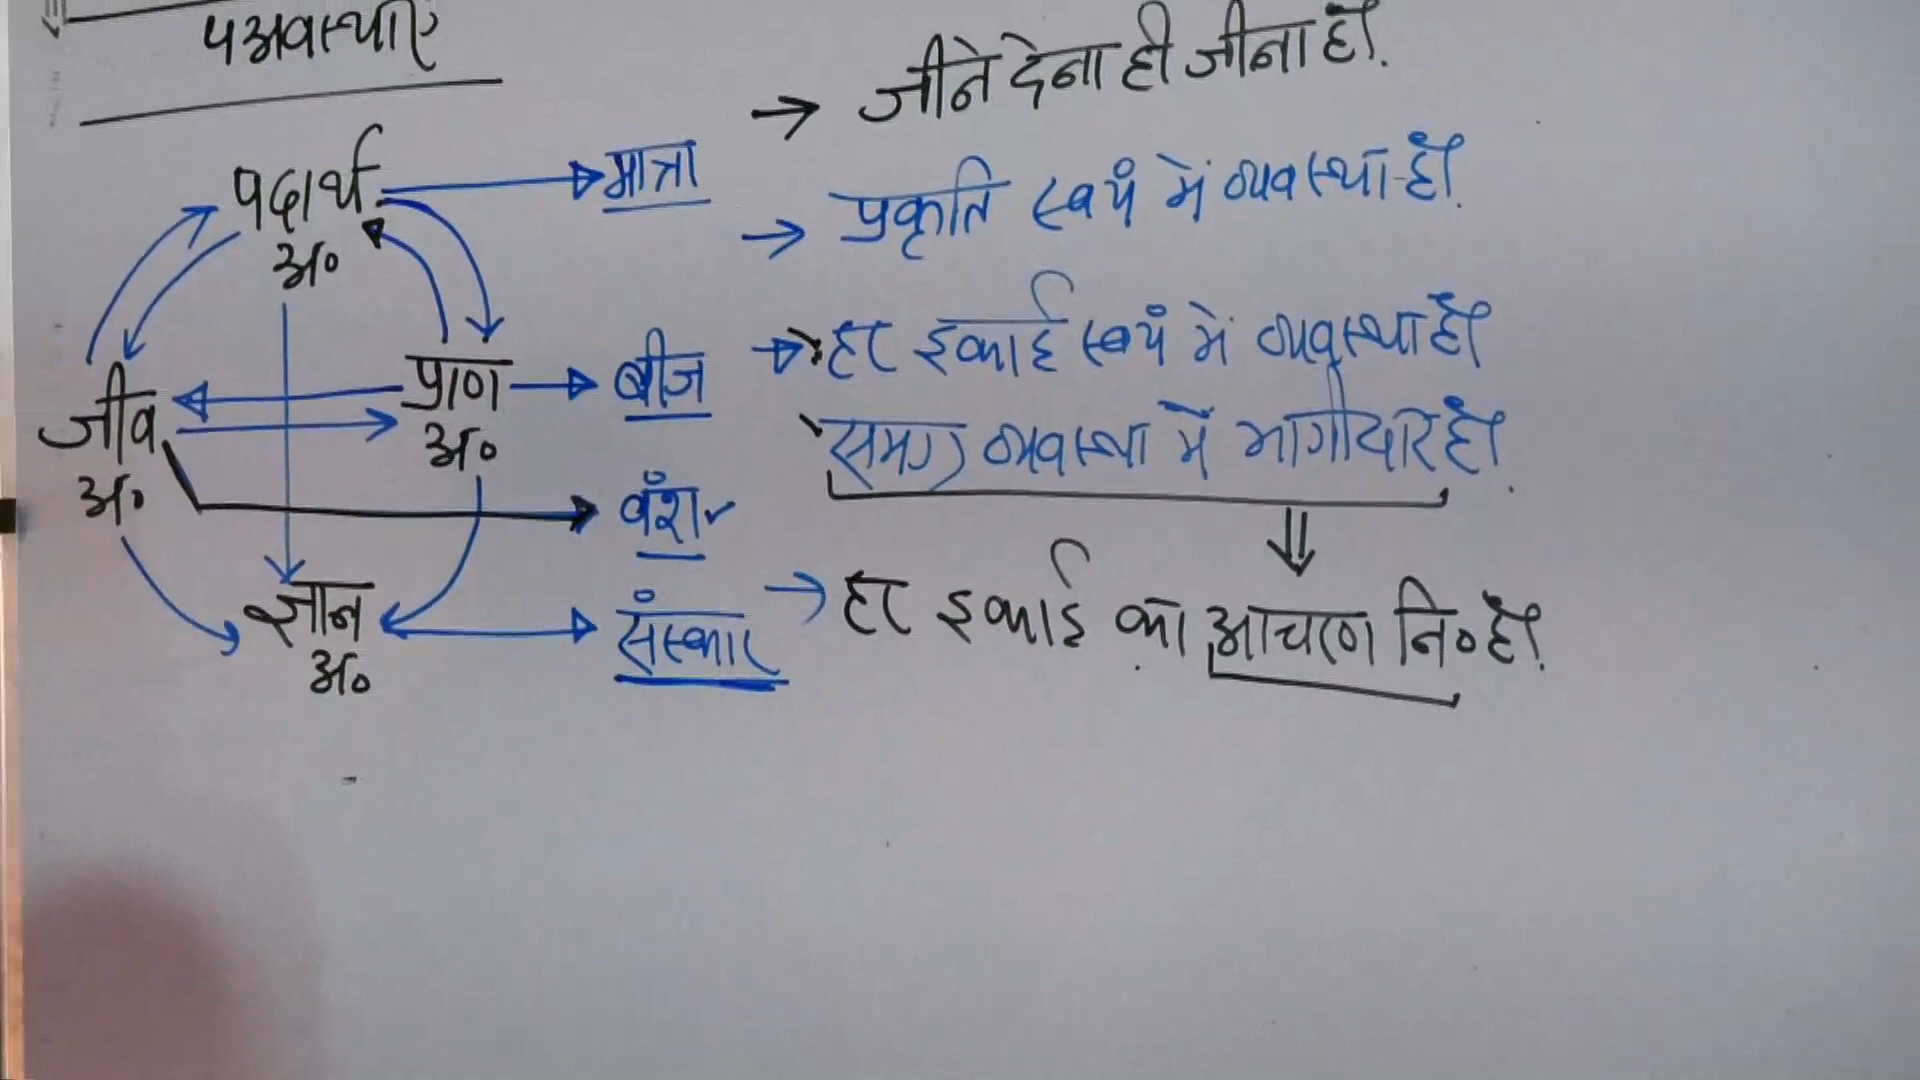 ४ अवस्थाएं
पदार्थ
अ०
मात्रा
प्राण
अ०
बीज
जीव
अ०
वंश
ज्ञान
अ०
संस्कार
जीने देना ही जीना है।
प्रकृति स्वयं में व्यवस्था है।
हर इकाई स्वयं में व्यवस्था है।
समग्र व्यवस्था में भागीदार है।
हर इकाई का आचरण नि० है।